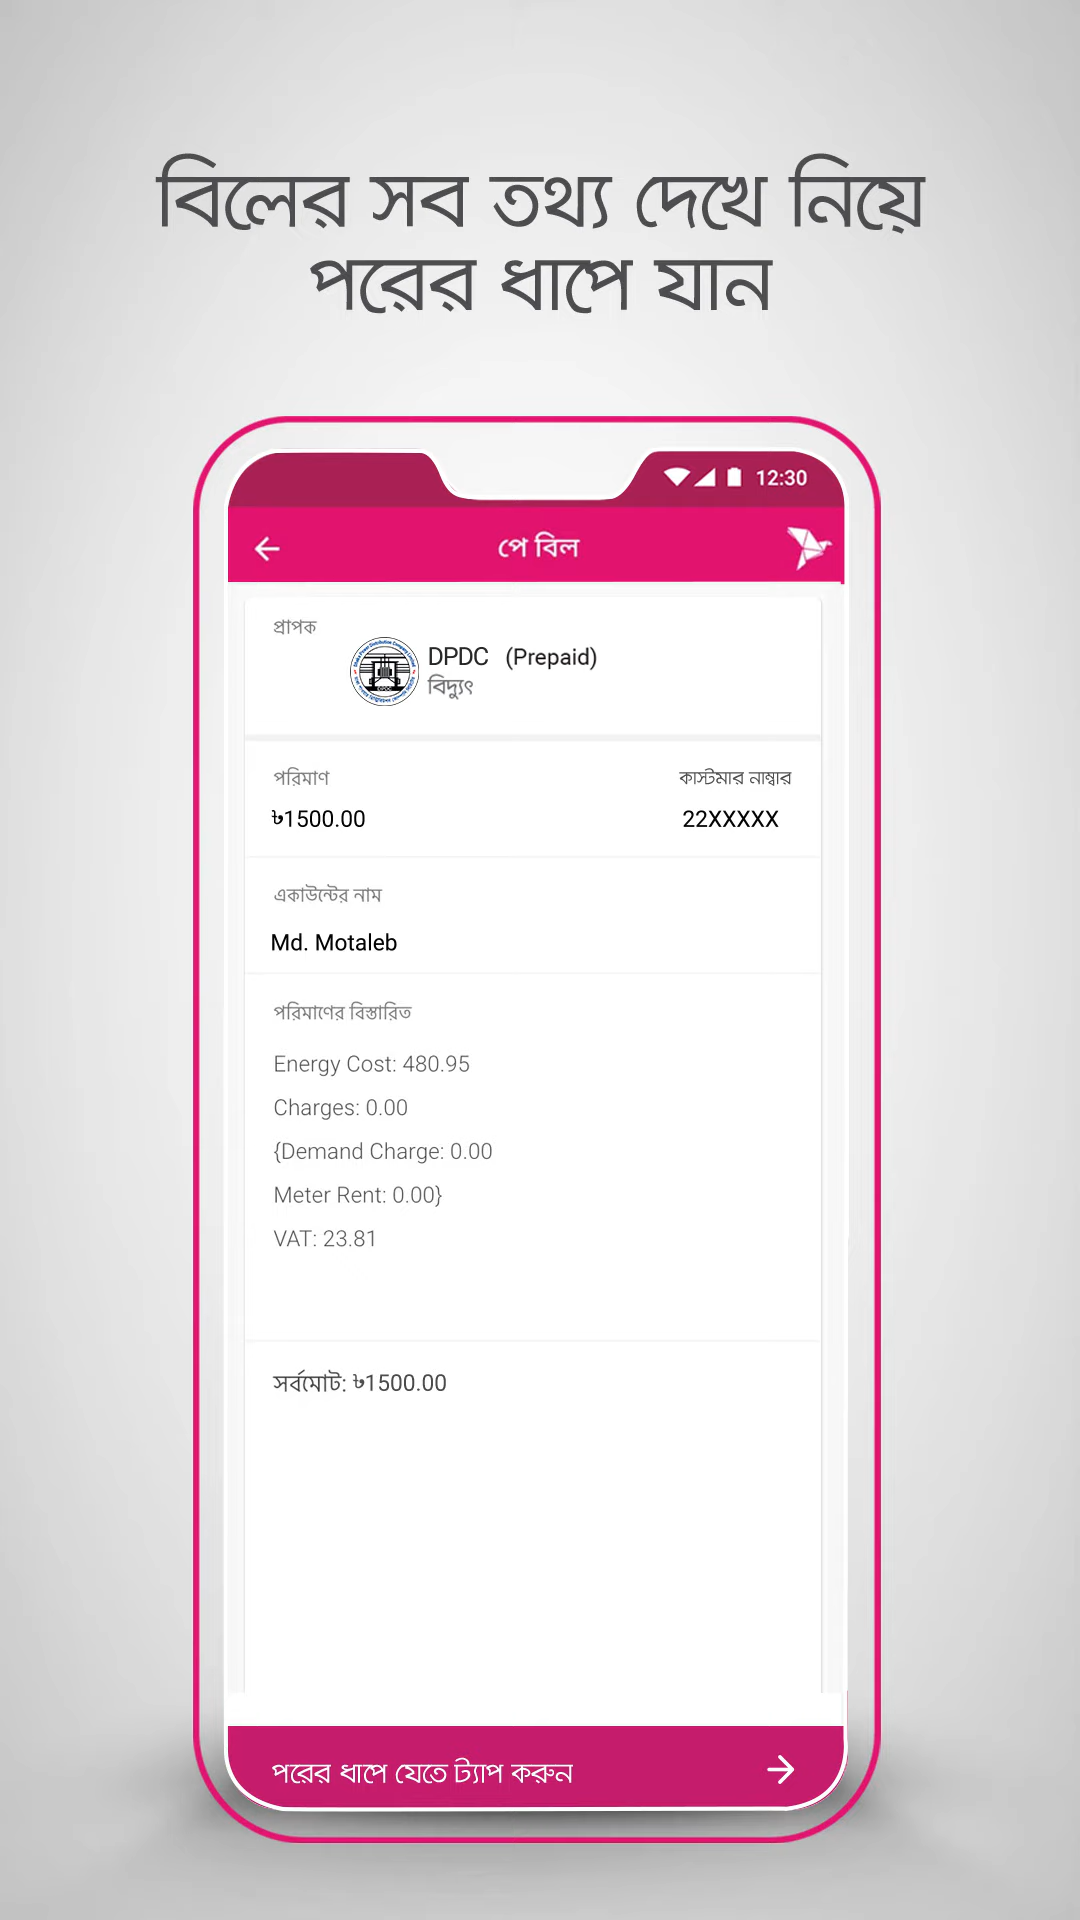 বিলের সব তথ্য দেখে নিয়ে
পরের ধাপে যান
12:30
পে বিল
প্রাপক
DPDC (Prepaid)
বিদ্যুৎ
DPDC
পরিমাণ
কাস্টমার নাম্বার
৳1500.00
22XXXXX
একাউন্টের নাম
Md. Motaleb
পরিমাণের বিস্তারিত
Energy Cost: 480.95
Charges: 0.00
{Demand Charge: 0.00
Meter Rent: 0.00}
VAT: 23.81
সর্বমোট: ৳1500.00
পরের ধাপে যেতে ট্যাপ করুন